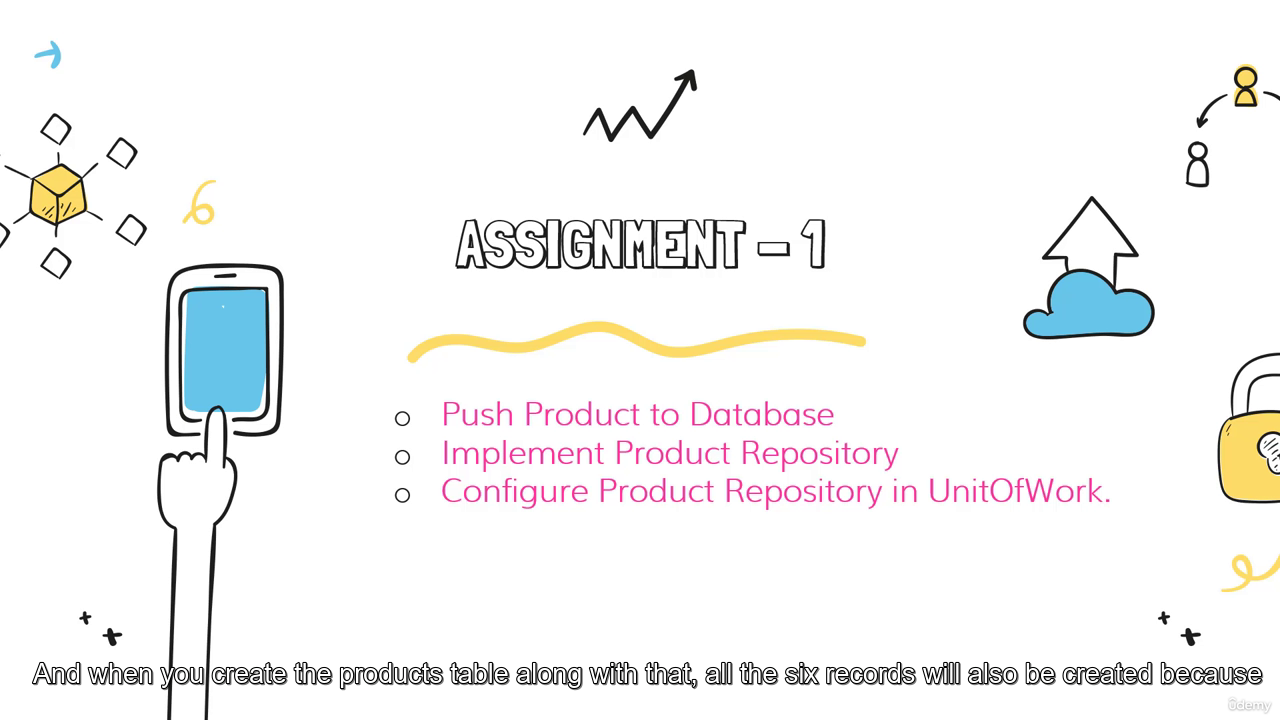 ASSIGNMENT – 1
Push Product to Database
Implement Product Repository
Configure Product Repository in UnitOfWork.
And when you create the products table along with that, all the six records will also be created because
ûdemy